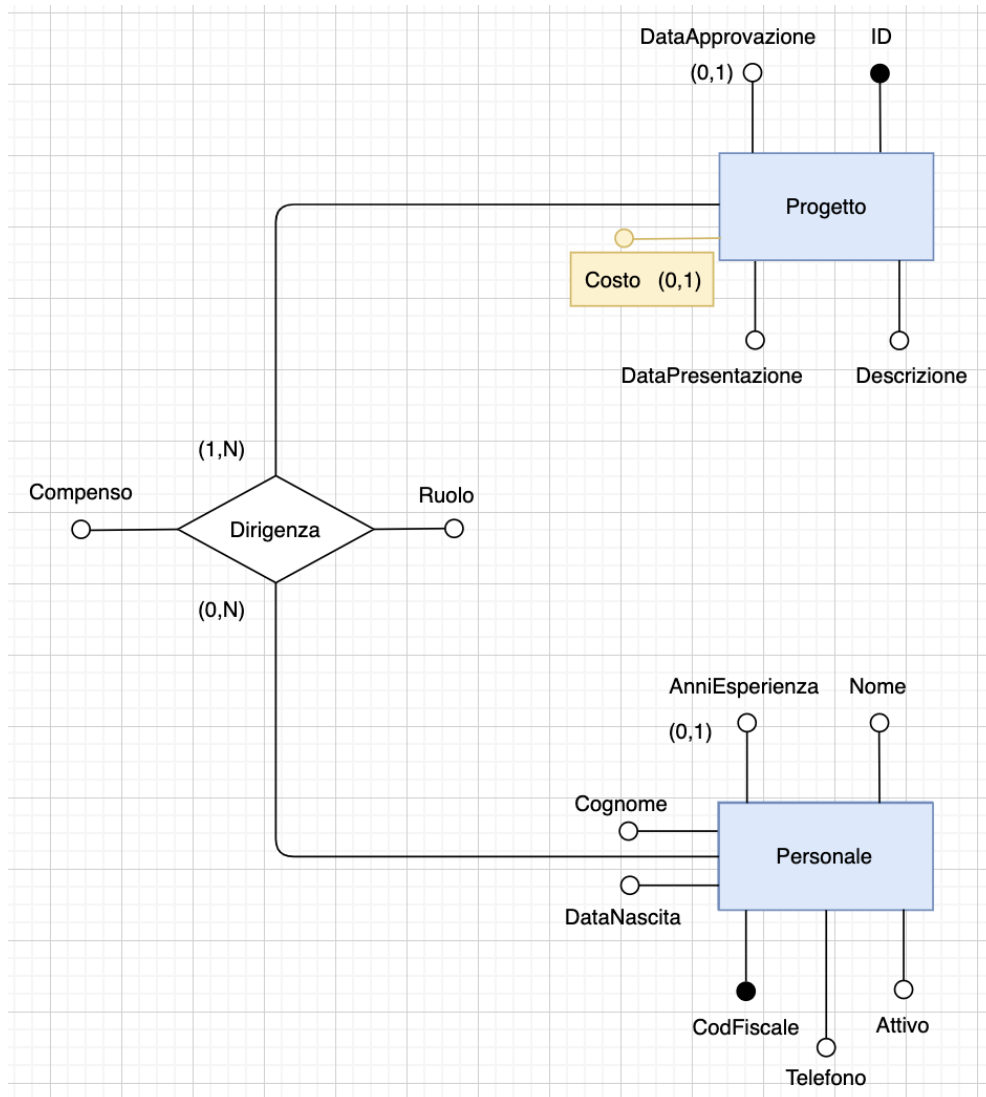 DataApprovazione ID
(0,1)
Progetto
Costo (0,1)
DataPresentazione Descrizione
(1,N)
Compenso Ruolo
Dirigenza
(0,N)
AnniEsperienza Nome
(0,1)
Cognome
Personale
DataNascita
CodFiscale Attivo
Telefono